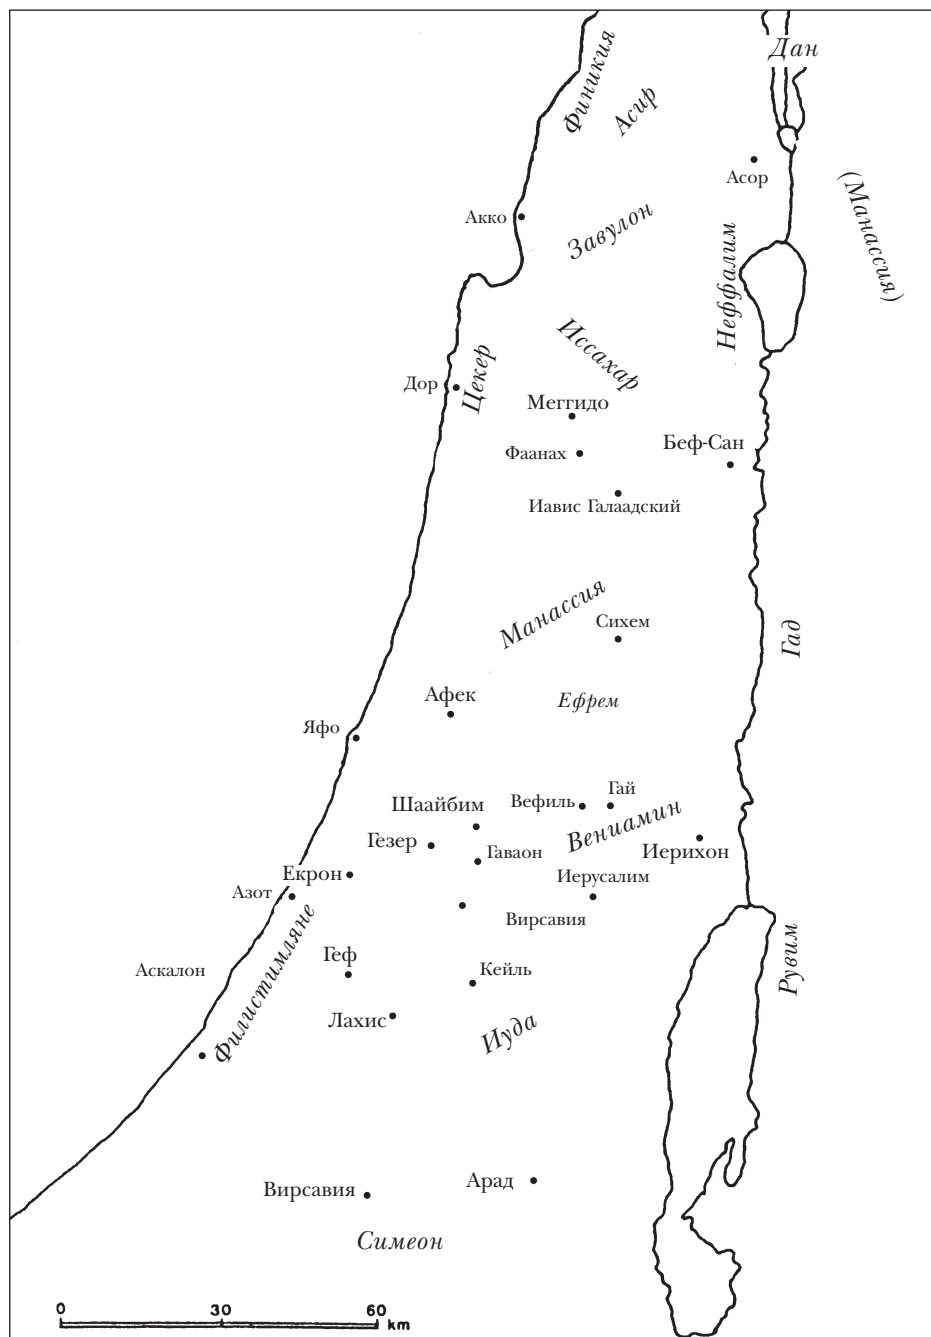 Дан
Финикия
Асир
Асор
(Манассия)
Акко
Завулон
Неффалим
Иссахар
Цекер
Дор
Меггидо
Беф-Сан
Фаанах
Иавис Галаадский
Манассия
Сихем
Гад
Афек
Ефрем
Яфо
Шаайбим
Вефиль
Гай
Вениамин
Гезер
Гаваон
Иерихон
Екрон
Иерусалим
Азот
Вирсавия
Филистимляне
Рувим
Аскалон
Геф
Кейль
Лахис
Иуда
Вирсавия
Арад
Симеон
0 30 60
km